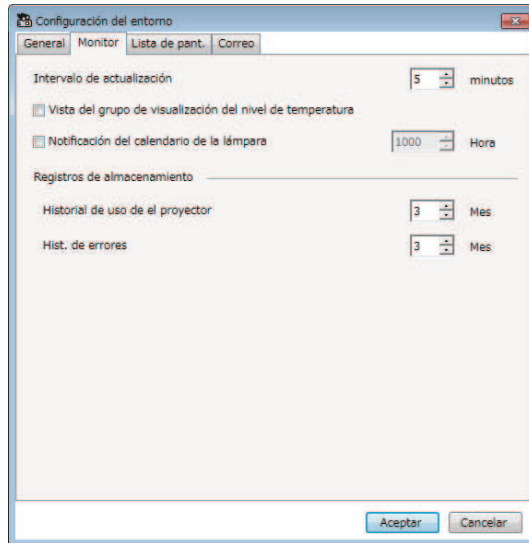 Configuración del entorno
General Monitor Lista de pant. Correo
Intervalo de actualización 5 minutos
Vista del grupo de visualización del nivel de temperatura
Notificación del calendario de la lámpara 1000 Hora
Registros de almacenamiento
Historial de uso de el proyector 3 Mes
Hist. de errores 3 Mes
Aceptar Cancelar